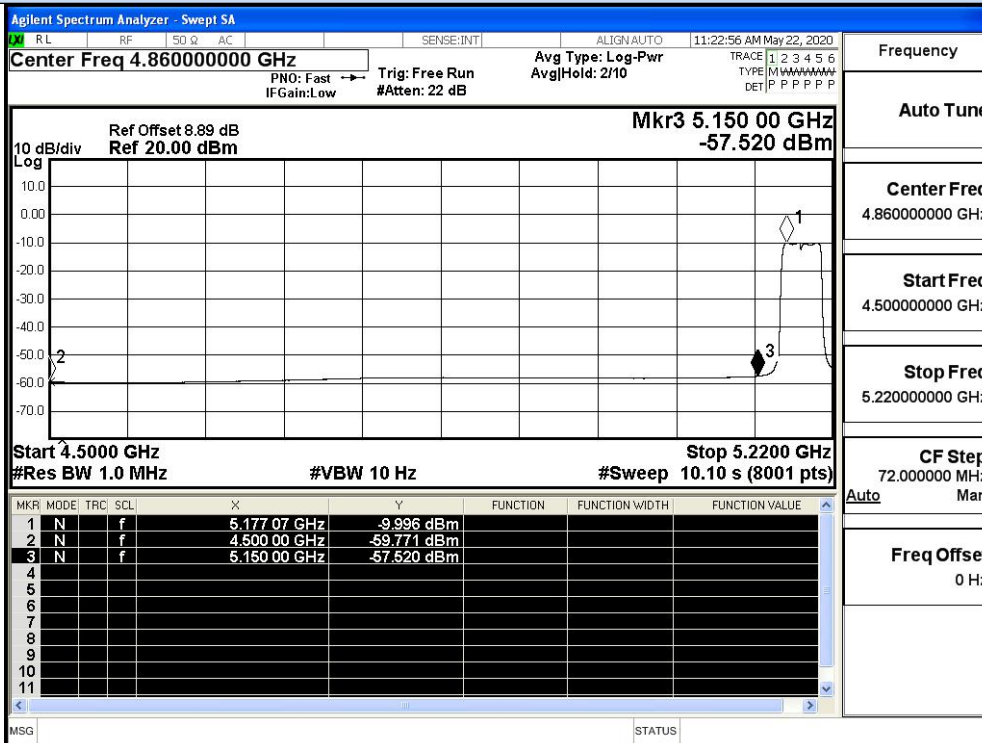 Agilent Spectrum Analyzer - Swept SA
LXI RL RF 50 Ω AC SENSE:INT ALIGN AUTO 11:22:56 AM May 22, 2020
Center Freq 4.860000000 GHz
PNO: Fast
IFGain:Low
Trig: Free Run
#Atten: 22 dB
Avg Type: Log-Pwr
Avg|Hold: 2/10
TRACE 1 2 3 4 5 6
TYPE M WWWWW
DET P P P P P P
Mkr3 5.150 00 GHz
-57.520 dBm
Ref Offset 8.89 dB
10 dB/div Ref 20.00 dBm
Log
10.0
0.00
-10.0
-20.0
-30.0
-40.0
-50.0
-60.0
-70.0
1
2
3
Start 4.5000 GHz Stop 5.2200 GHz
#Res BW 1.0 MHz #VBW 10 Hz #Sweep 10.10 s (8001 pts)
MKR MODE TRC SCL X Y FUNCTION FUNCTION WIDTH FUNCTION VALUE
1 N f 5.177 07 GHz -9.996 dBm
2 N f 4.500 00 GHz -59.771 dBm
3 N f 5.150 00 GHz -57.520 dBm
4
5
6
7
8
9
10
11
MSG STATUS
Frequency
Auto Tune
Center Freq
4.860000000 GHz
Start Freq
4.500000000 GHz
Stop Freq
5.220000000 GHz
CF Step
72.000000 MHz
Auto Man
Freq Offset
0 Hz